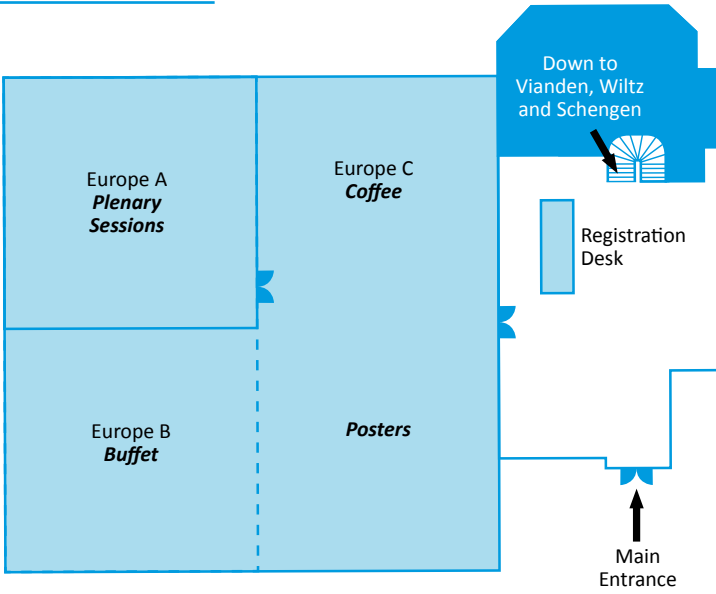 Down to
Vianden, Wiltz
and Schengen
Europe A
Plenary
Sessions
Europe C
Coffee
Registration
Desk
Europe B
Buffet
Posters
Main
Entrance